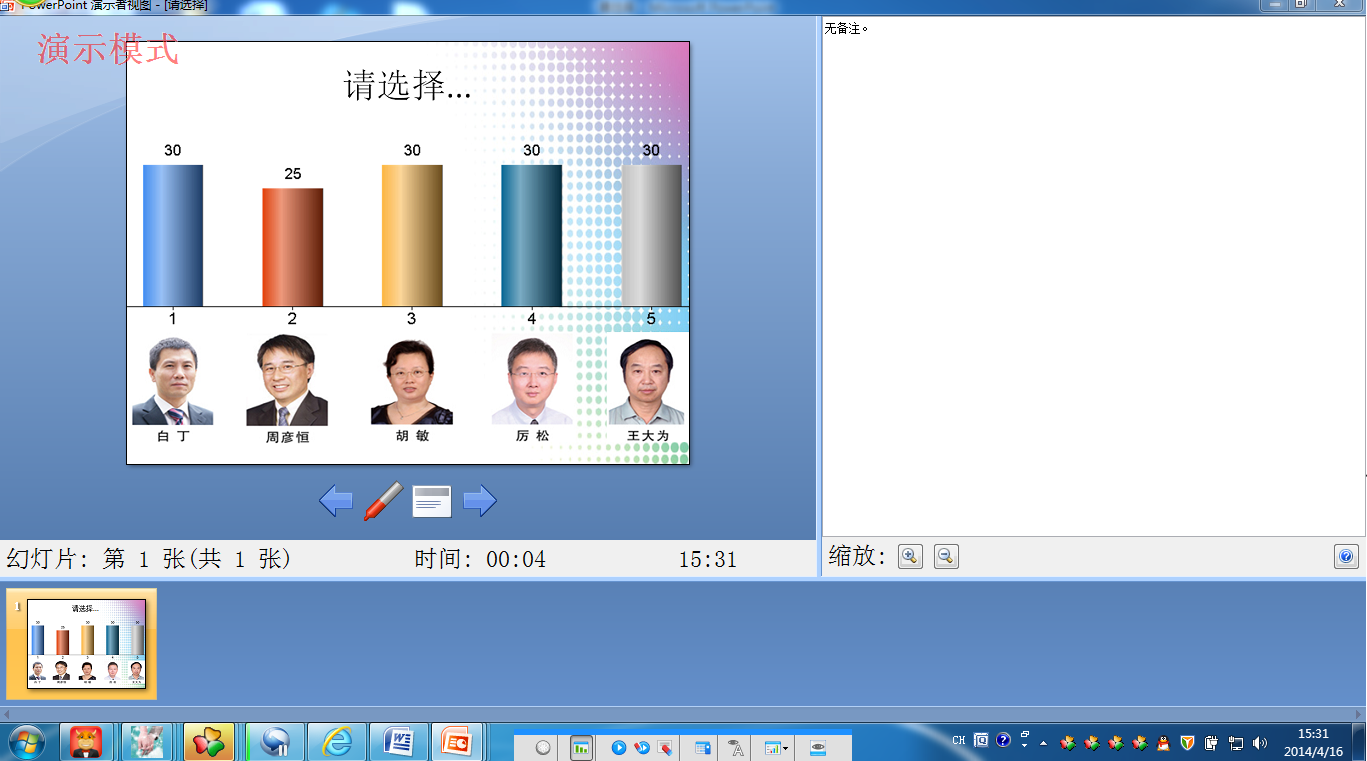 PowerPoint 演示者视图 - [请选择]
演示模式
请选择...
30 25 30 30 30
1 2 3 4 5
白 丁 周彦恒 胡 敏 厉 松 王大为
无备注。
幻灯片: 第 1 张(共 1 张) 时间: 00:04 15:31
缩放:
1
请选择...
CH
15:31
2014/4/16